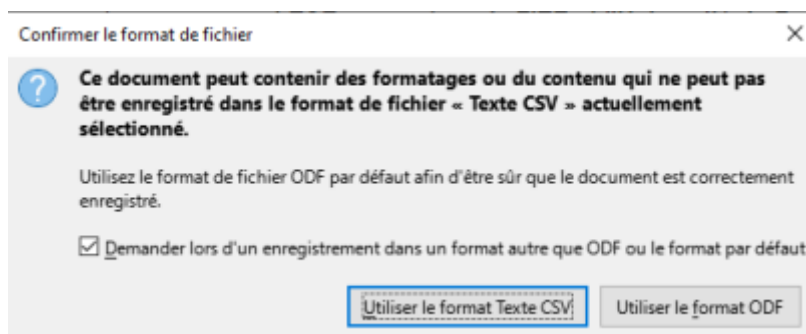 Confirmer le format de fichier
Ce document peut contenir des formatages ou du contenu qui ne peut pas
être enregistré dans le format de fichier « Texte CSV » actuellement
sélectionné.
Utilisez le format de fichier ODF par défaut afin d'être sûr que le document est correctement
enregistré.
Demander lors d'un enregistrement dans un format autre que ODF ou le format par défaut
Utiliser le format Texte CSV! Utiliser le format ODF